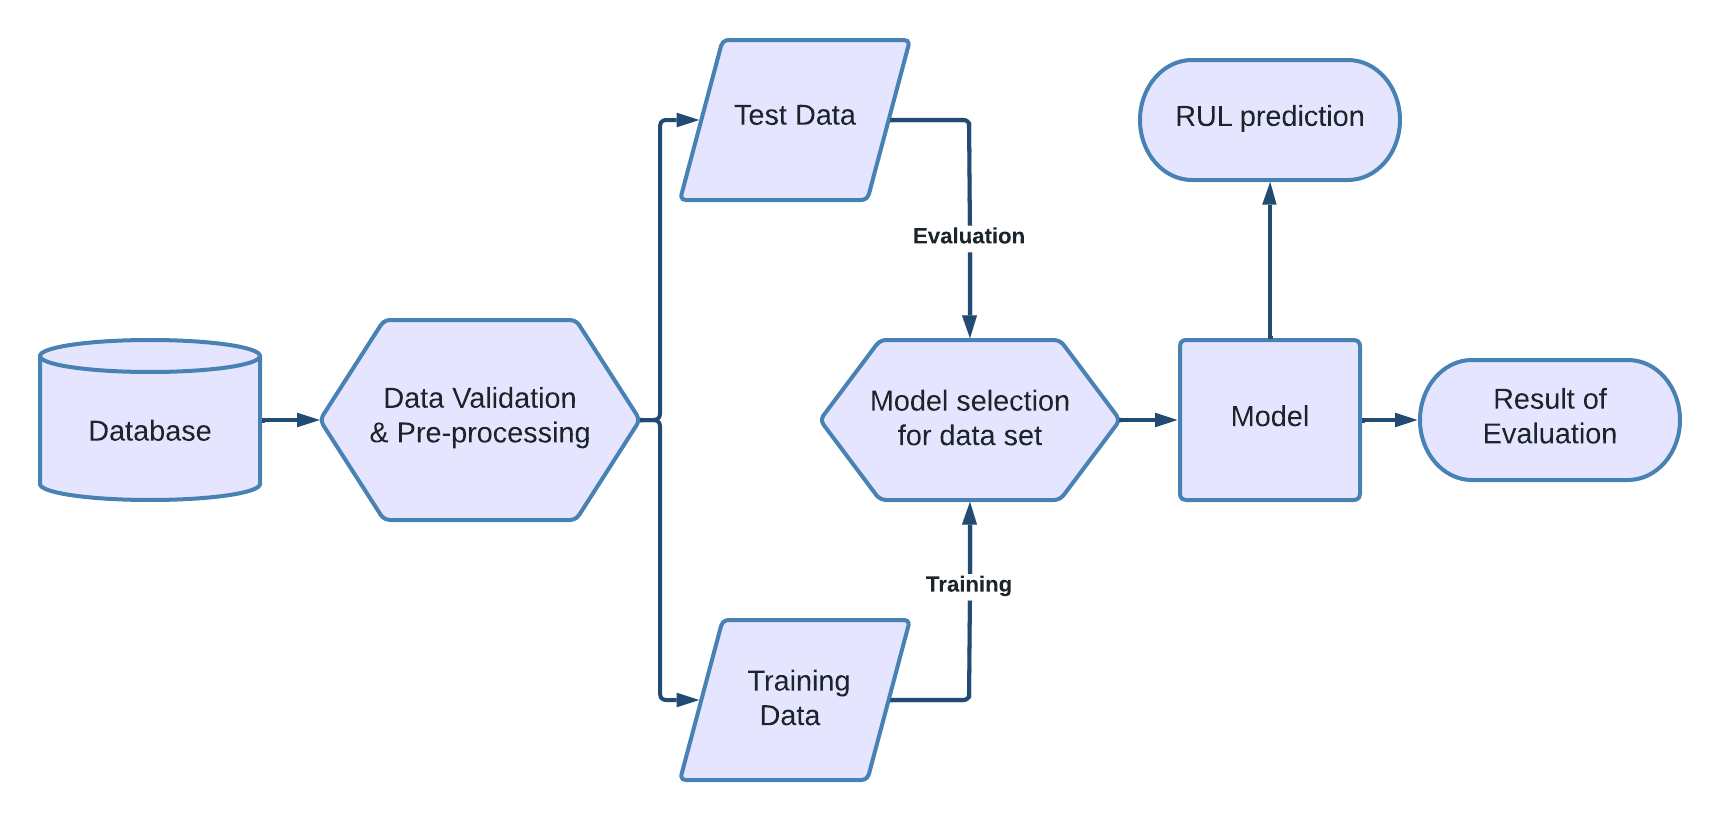 Test Data
RUL prediction
Evaluation
Database
Data Validation
& Pre-processing
Model selection
for data set
Model
Result of
Evaluation
Training
Training
Data